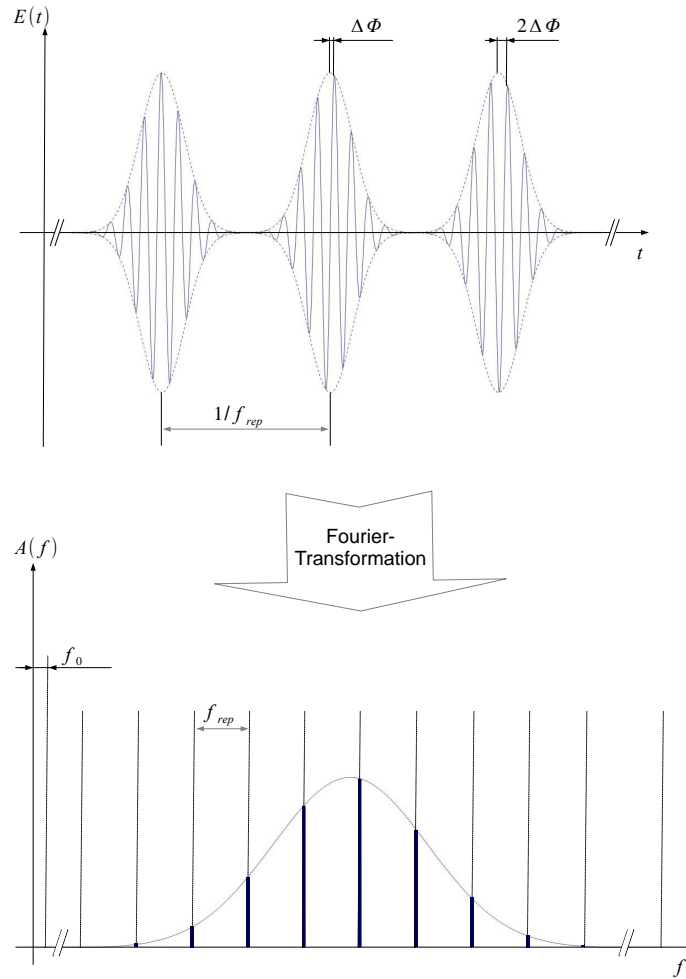 E(t)
ΔΦ
2ΔΦ
t
1/f_rep
Fourier-
Transformation
A(f)
f_0
f_rep
f